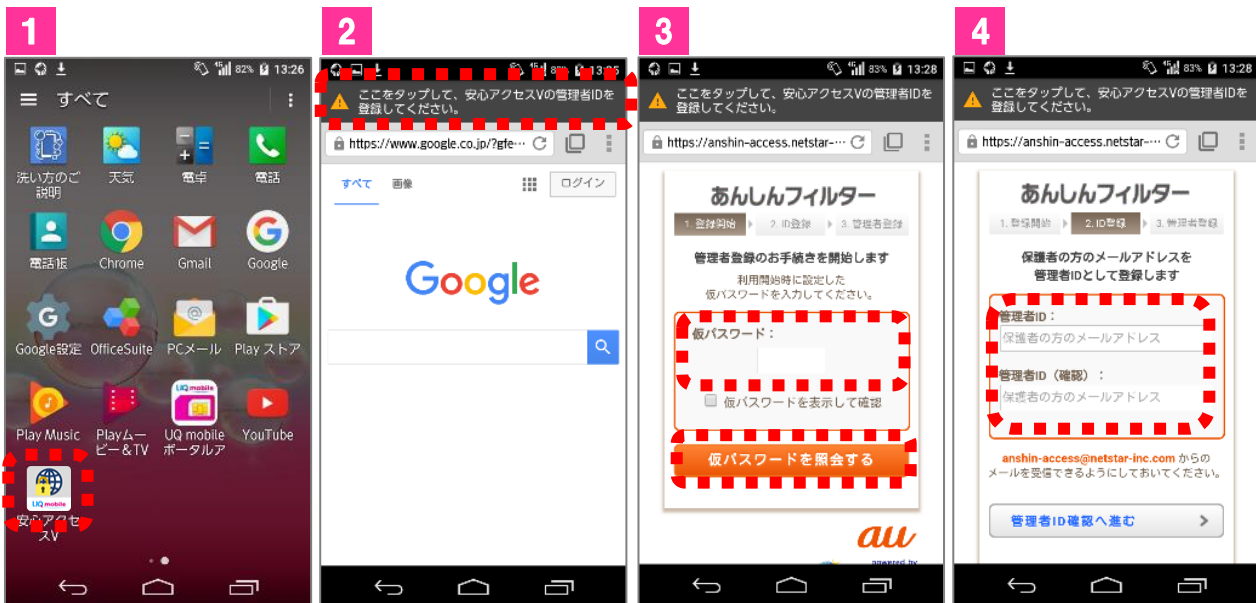 1
82% 13:26
すべて
洗い方のご
説明
天気
電卓
電話
電話帳
Chrome
Gmail
Google
Google設定
OfficeSuite
PCメール
Play ストア
Play Music
Playムー
ビー&TV
UQ mobile
UQ mobile
ポータルア
YouTube
UQ mobile
安心アクセ
スV
2
ここをタップして、安心アクセスVの管理者IDを
登録してください。
https://www.google.co.jp/?gfe…
すべて
画像
ログイン
Google
3
83% 13:28
ここをタップして、安心アクセスVの管理者IDを
登録してください。
https://anshin-access.netstar-…
あんしんフィルター
1. 登録開始
2. ID登録
3. 管理者登録
管理者登録のお手続きを開始します
利用開始時に設定した
仮パスワードを入力してください。
仮パスワード：
仮パスワードを表示して確認
仮パスワードを照会する
au
powered by
4
83% 13:28
ここをタップして、安心アクセスVの管理者IDを
登録してください。
https://anshin-access.netstar-…
あんしんフィルター
1. 登録開始
2. ID登録
3. 管理者登録
保護者の方のメールアドレスを
管理者IDとして登録します
管理者ID：
保護者の方のメールアドレス
管理者ID（確認）：
保護者の方のメールアドレス
anshin-access@netstar-inc.com からの
メールを受信できるようにしておいてください。
管理者ID確認へ進む